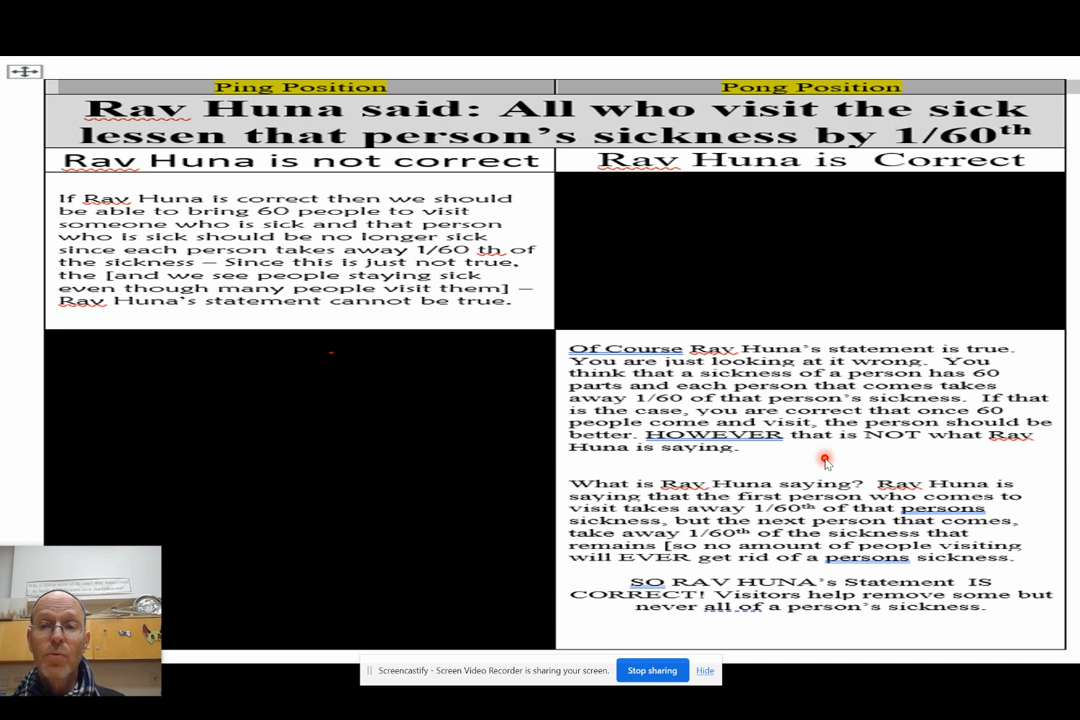 Ping Position
Pong Position
Rav Huna said: All who visit the sick
lessen that person's sickness by 1/60th
Rav Huna is not correct
Rav Huna is Correct
If Rav Huna is correct then we should
be able to bring 60 people to visit
someone who is sick and that person
who is sick should be no longer sick
since each person takes away 1/60 th of
the sickness – Since this is just not true,
the [and we see people staying sick
even though many people visit them] –
Rav Huna's statement cannot be true.
Of Course Rav Huna's statement is true.
You are just looking at it wrong. You
think that a sickness of a person has 60
parts and each person that comes takes
away 1/60 of that person's sickness. If that
is the case, you are correct that once 60
people come and visit, the person should be
better. HOWEVER that is NOT what Rav
Huna is saying.
What is Rav Huna saying? Rav Huna is
saying that the first person who comes to
visit takes away 1/60th of that persons
sickness, but the next person that comes,
take away 1/60th of the sickness that
remains [so no amount of people visiting
will EVER get rid of a persons sickness.
SO RAV HUNA's Statement IS
CORRECT! Visitors help remove some but
never all of a person's sickness.
Screencastify - Screen Video Recorder is sharing your screen.
Stop sharing
Hide